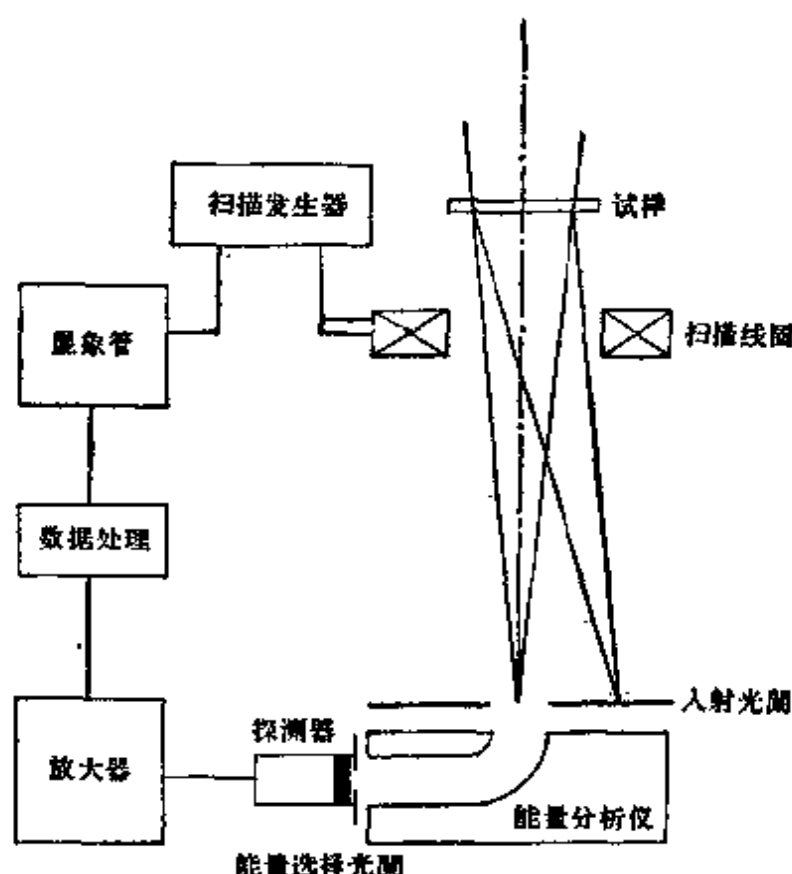 扫描发生器
试样
显象管
扫描线圈
数据处理
入射光阑
探测器
放大器
能量分析仪
能量选择光阑